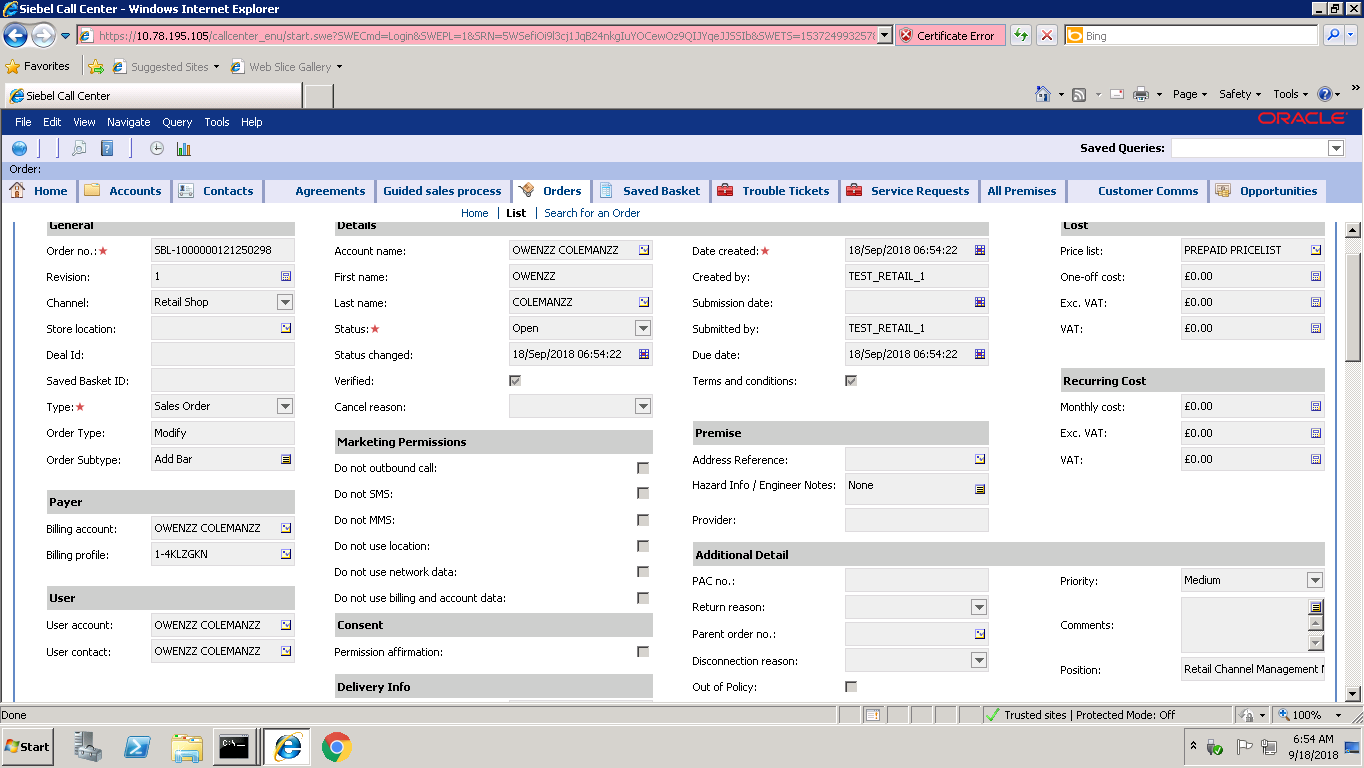 Siebel Call Center - Windows Internet Explorer
https://10.78.195.105/callcenter_enu/start.swe?SWECmd=Login&SWEPL=1&SRN=
Certificate Error
Bing
Favorites Suggested Sites Web Slice Gallery
Siebel Call Center
Page Safety Tools
File Edit View Navigate Query Tools Help
ORACLE
Saved Queries:
Order:
Home Accounts Contacts Agreements Guided sales process Orders Saved Basket Trouble Tickets Service Requests All Premises Customer Comms Opportunities
Home List Search for an Order
General
Order no.: SBL-1000000121250298
Revision: 1
Channel: Retail Shop
Store location:
Deal Id:
Saved Basket ID:
Type: Sales Order
Order Type: Modify
Order Subtype: Add Bar
Payer
Billing account: OWENZZ COLEMANZZ
Billing profile: 1-4KLZGKN
User
User account: OWENZZ COLEMANZZ
User contact: OWENZZ COLEMANZZ
Details
Account name: OWENZZ COLEMANZZ
First name: OWENZZ
Last name: COLEMANZZ
Status: Open
Status changed: 18/Sep/2018 06:54:22
Verified:
Cancel reason:
Marketing Permissions
Do not outbound call:
Do not SMS:
Do not MMS:
Do not use location:
Do not use network data:
Do not use billing and account data:
Consent
Permission affirmation:
Delivery Info
Date created: 18/Sep/2018 06:54:22
Created by: TEST_RETAIL_1
Submission date:
Submitted by: TEST_RETAIL_1
Due date: 18/Sep/2018 06:54:22
Terms and conditions:
Premise
Address Reference:
Hazard Info / Engineer Notes: None
Provider:
Additional Detail
PAC no.:
Return reason:
Parent order no.:
Disconnection reason:
Out of Policy:
Cost
Price list: PREPAID PRICELIST
One-off cost: £0.00
Exc. VAT: £0.00
VAT: £0.00
Recurring Cost
Monthly cost: £0.00
Exc. VAT: £0.00
VAT: £0.00
Priority: Medium
Comments:
Position: Retail Channel Management
Done
Trusted sites | Protected Mode: Off
100%
Start
6:54 AM
9/18/2018